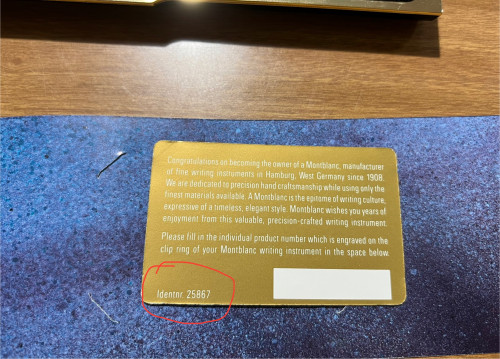 Congratulations on becoming the owner of a Montblanc, manufacturer
of fine writing instruments in Hamburg, West Germany since 1908.
We are dedicated to precision hand craftsmanship while using only the
finest materials available. A Montblanc is the epitome of writing culture,
expressive of a timeless, elegant style. Montblanc wishes you years of
enjoyment from this valuable, precision-crafted writing instrument.
Please fill in the individual product number which is engraved on the
clip ring of your Montblanc writing instrument in the space below.
Identnr. 25867